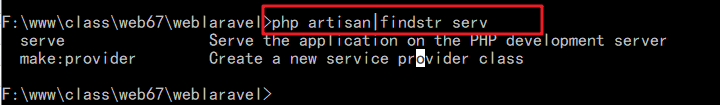 F:\www\class\web67\weblaravel>php artisan|findstr serv
serve Serve the application on the PHP development server
make:provider Create a new service provider class
F:\www\class\web67\weblaravel>